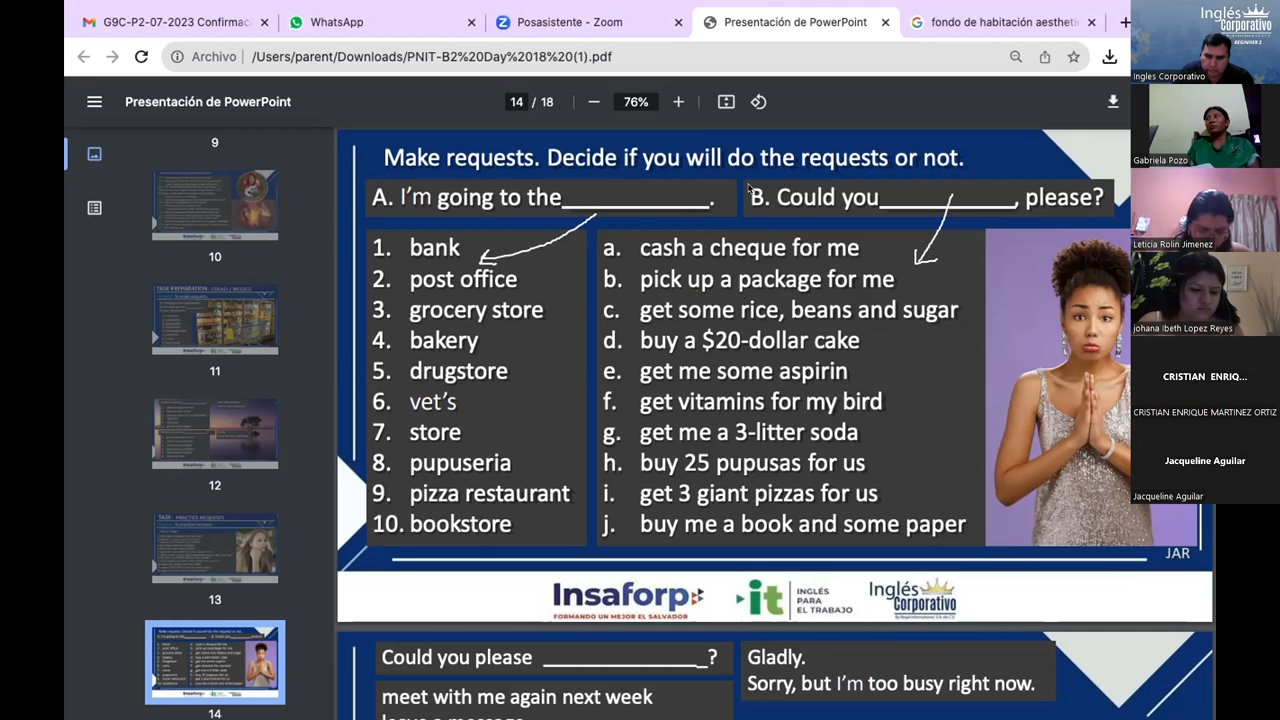 G9C-P2-07-2023 Confirmac
WhatsApp
Posasistente - Zoom
Presentación de PowerPoint
fondo de habitación aestheti
Archivo /Users/parent/Downloads/PNIT-B2%20Day%2018%20(1).pdf
Presentación de PowerPoint
14 / 18
76%
9
10
11
12
13
14
Make requests. Decide if you will do the requests or not.
A. I'm going to the______________.
B. Could you______________, please?
1. bank
2. post office
3. grocery store
4. bakery
5. drugstore
6. vet's
7. store
8. pupuseria
9. pizza restaurant
10. bookstore
a. cash a cheque for me
b. pick up a package for me
c. get some rice, beans and sugar
d. buy a $20-dollar cake
e. get me some aspirin
f. get vitamins for my bird
g. get me a 3-litter soda
h. buy 25 pupusas for us
i. get 3 giant pizzas for us
j. buy me a book and some paper
JAR
Insaforp
FORMANDO UN MEJOR EL SALVADOR
it INGLÉS PARA EL TRABAJO
Inglés Corporativo
Could you please ________________?
meet with me again next week
leave a message
Gladly.
Sorry, but I'm too busy right now.
Inglés Corporativo
BEGINNER 2
Ingles Corporativo
Gabriela Pozo
Leticia Rolin Jimenez
johana Ibeth Lopez Reyes
CRISTIAN ENRIQ...
CRISTIAN ENRIQUE MARTINEZ ORTIZ
Jacqueline Aguilar
Jacqueline Aguilar